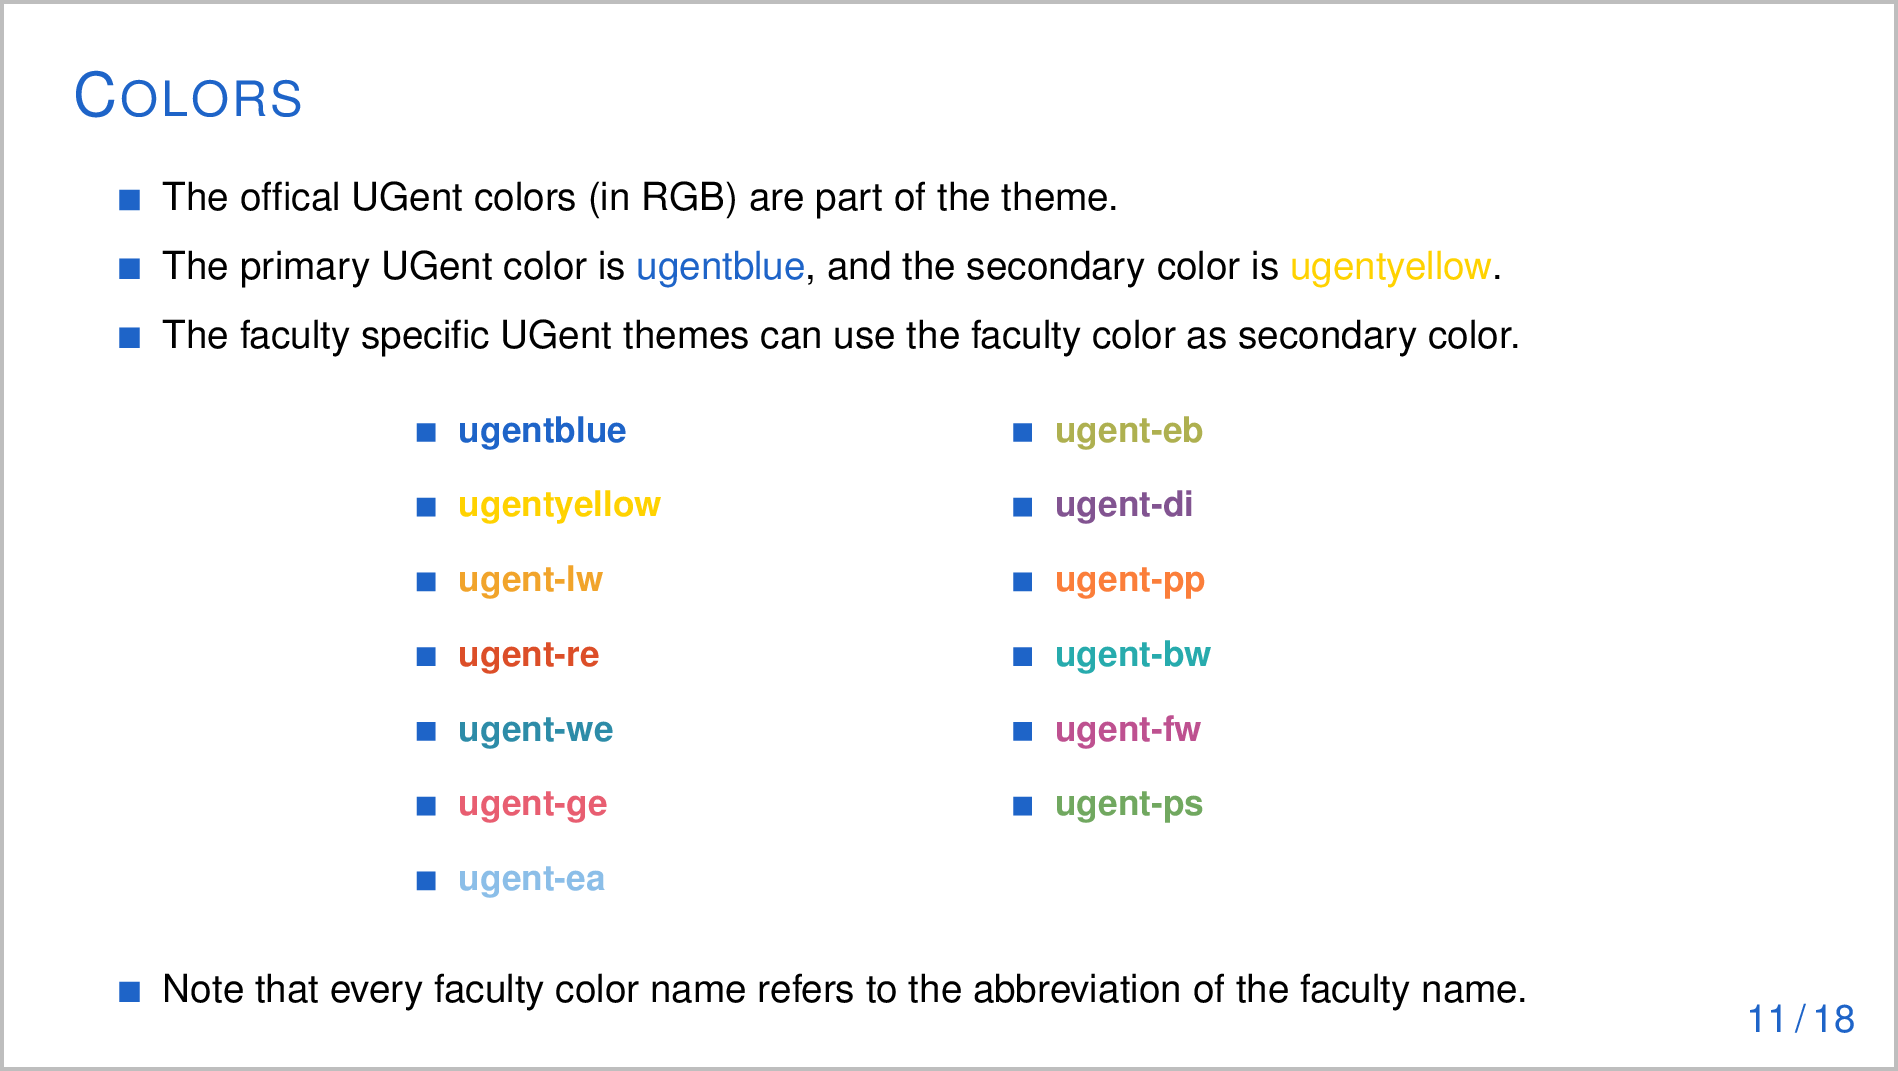 COLORS
The offical UGent colors (in RGB) are part of the theme.
The primary UGent color is ugentblue, and the secondary color is ugentyellow.
The faculty specific UGent themes can use the faculty color as secondary color.
ugentblue
ugentyellow
ugent-lw
ugent-re
ugent-we
ugent-ge
ugent-ea
ugent-eb
ugent-di
ugent-pp
ugent-bw
ugent-fw
ugent-ps
Note that every faculty color name refers to the abbreviation of the faculty name.
11 / 18